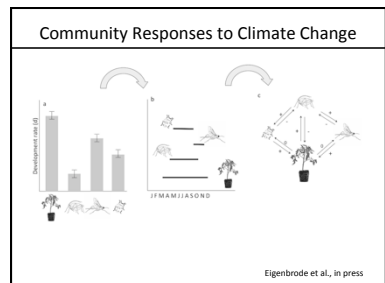 Community Responses to Climate Change
a
b
c
Development rate (d)
J F M A M J J A S O N D
Eigenbrode et al., in press